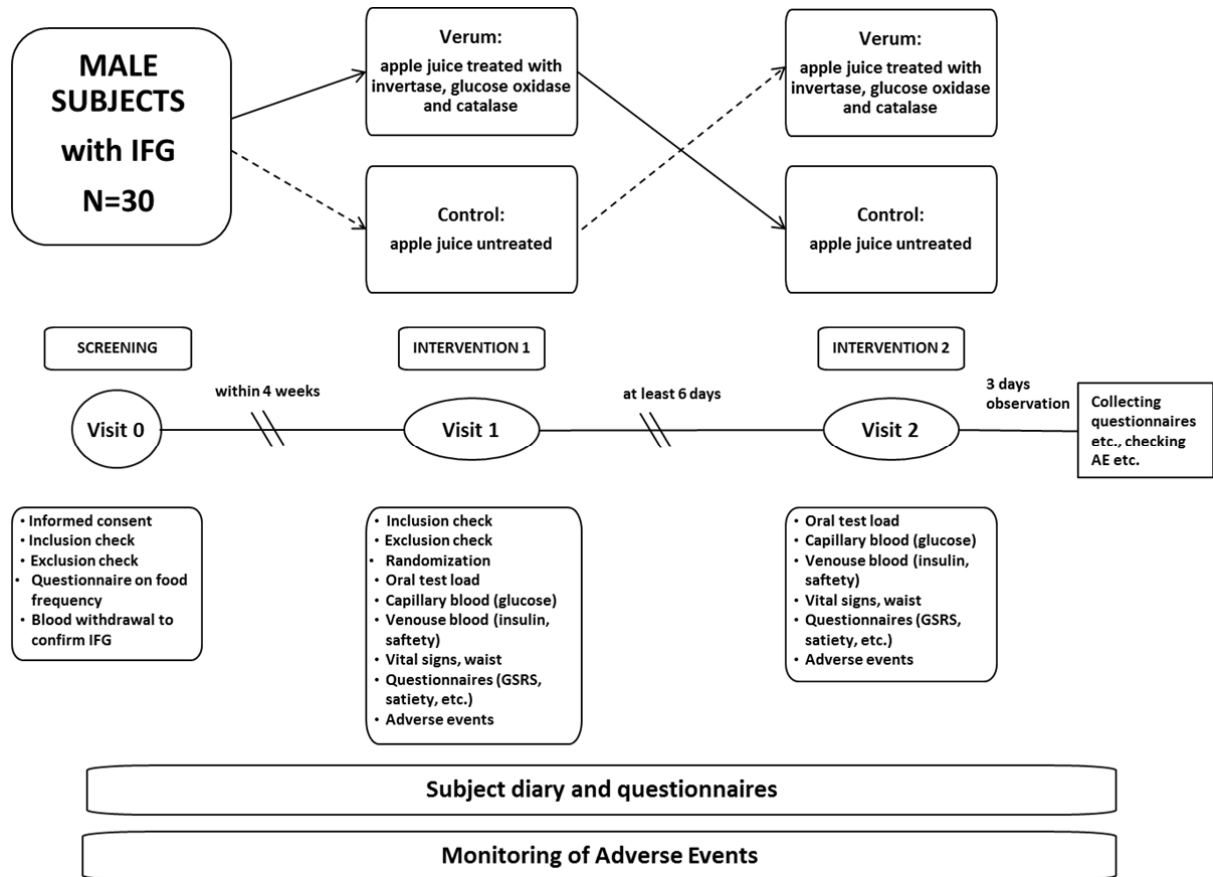 MALE
SUBJECTS
with IFG
N=30
Verum:
apple juice treated with
invertase, glucose oxidase
and catalase
Verum:
apple juice treated with
invertase, glucose oxidase
and catalase
Control:
apple juice untreated
Control:
apple juice untreated
SCREENING
INTERVENTION 1
INTERVENTION 2
Visit 0
within 4 weeks
Visit 1
at least 6 days
Visit 2
3 days
observation
Collecting
questionnaires
etc., checking
AE etc.
• Informed consent
• Inclusion check
• Exclusion check
• Questionnaire on food
frequency
• Blood withdrawal to
confirm IFG
• Inclusion check
• Exclusion check
• Randomization
• Oral test load
• Capillary blood (glucose)
• Venouse blood (insulin,
saftety)
• Vital signs, waist
• Questionnaires (GSRS,
satiety, etc.)
• Adverse events
• Oral test load
• Capillary blood (glucose)
• Venouse blood (insulin,
saftety)
• Vital signs, waist
• Questionnaires (GSRS,
satiety, etc.)
• Adverse events
Subject diary and questionnaires
Monitoring of Adverse Events